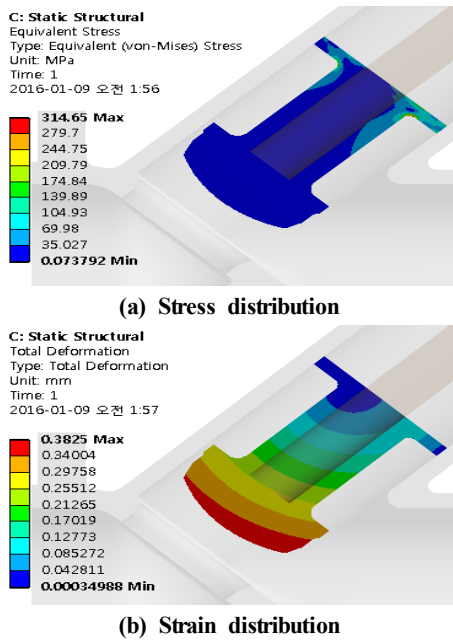 C: Static Structural
Equivalent Stress
Type: Equivalent (von-Mises) Stress
Unit: MPa
Time: 1
2016-01-09 오전 1:56
314.65 Max
279.7
244.75
209.79
174.84
139.89
104.93
69.98
35.027
0.073792 Min
(a) Stress distribution
C: Static Structural
Total Deformation
Type: Total Deformation
Unit: mm
Time: 1
2016-01-09 오전 1:57
0.3825 Max
0.34004
0.29758
0.25512
0.21265
0.17019
0.12773
0.085272
0.042811
0.00034988 Min
(b) Strain distribution